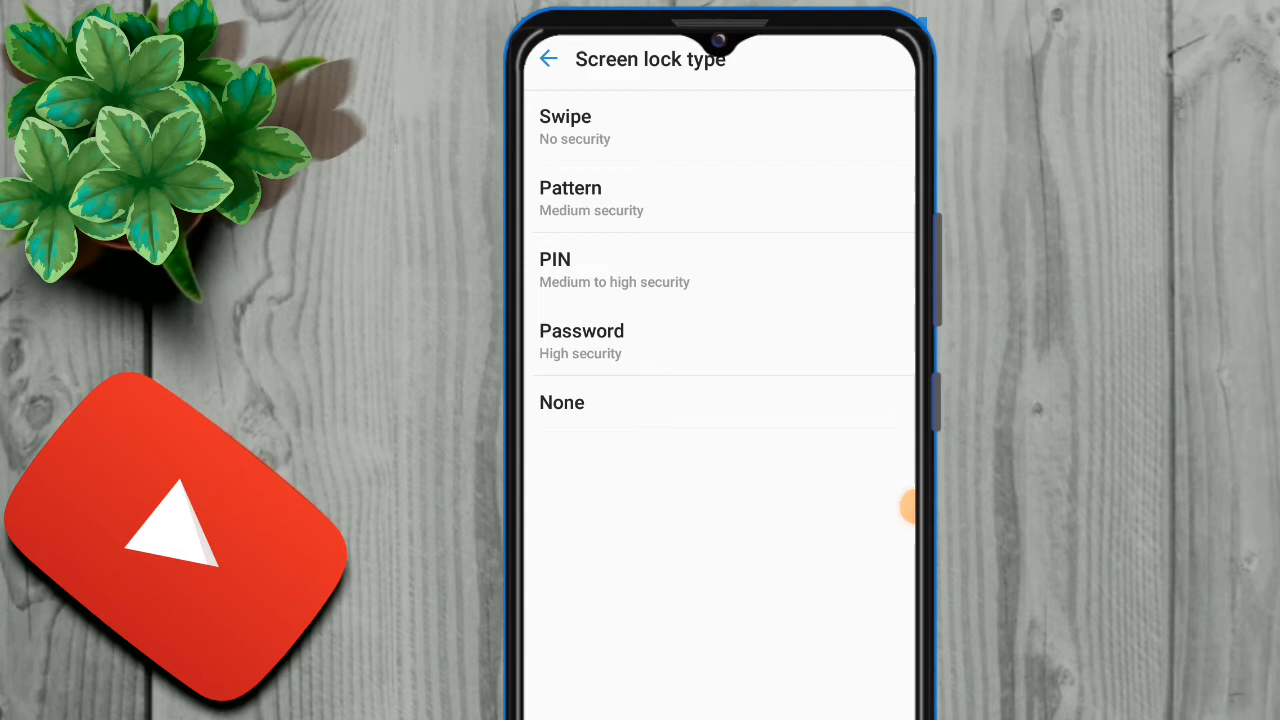 Screen lock type
Swipe
No security
Pattern
Medium security
PIN
Medium to high security
Password
High security
None